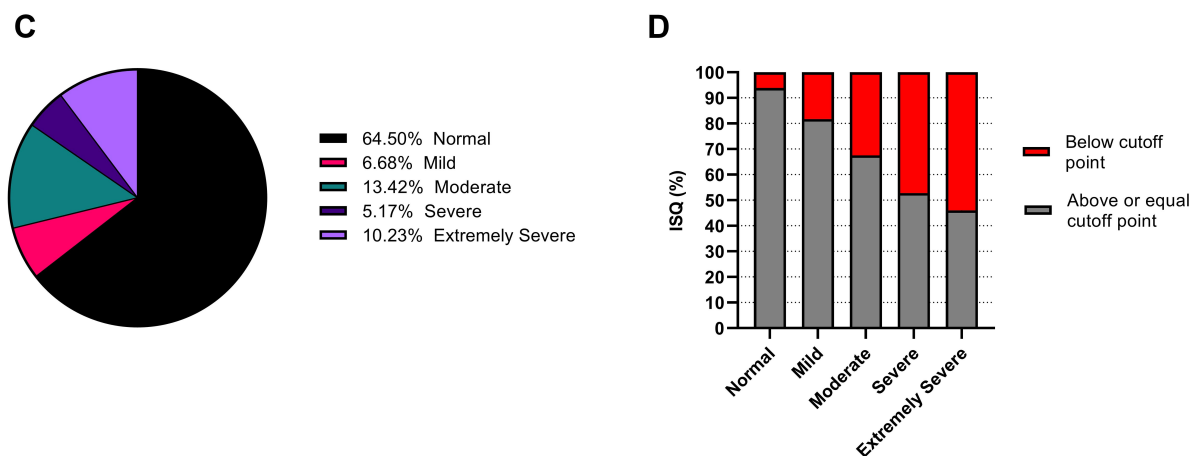 C
64.50% Normal
6.68% Mild
13.42% Moderate
5.17% Severe
10.23% Extremely Severe
D
ISQ (%)
100
90
80
70
60
50
40
30
20
10
0
Normal
Mild
Moderate
Severe
Extremely Severe
Below cutoff
point
Above or equal
cutoff point